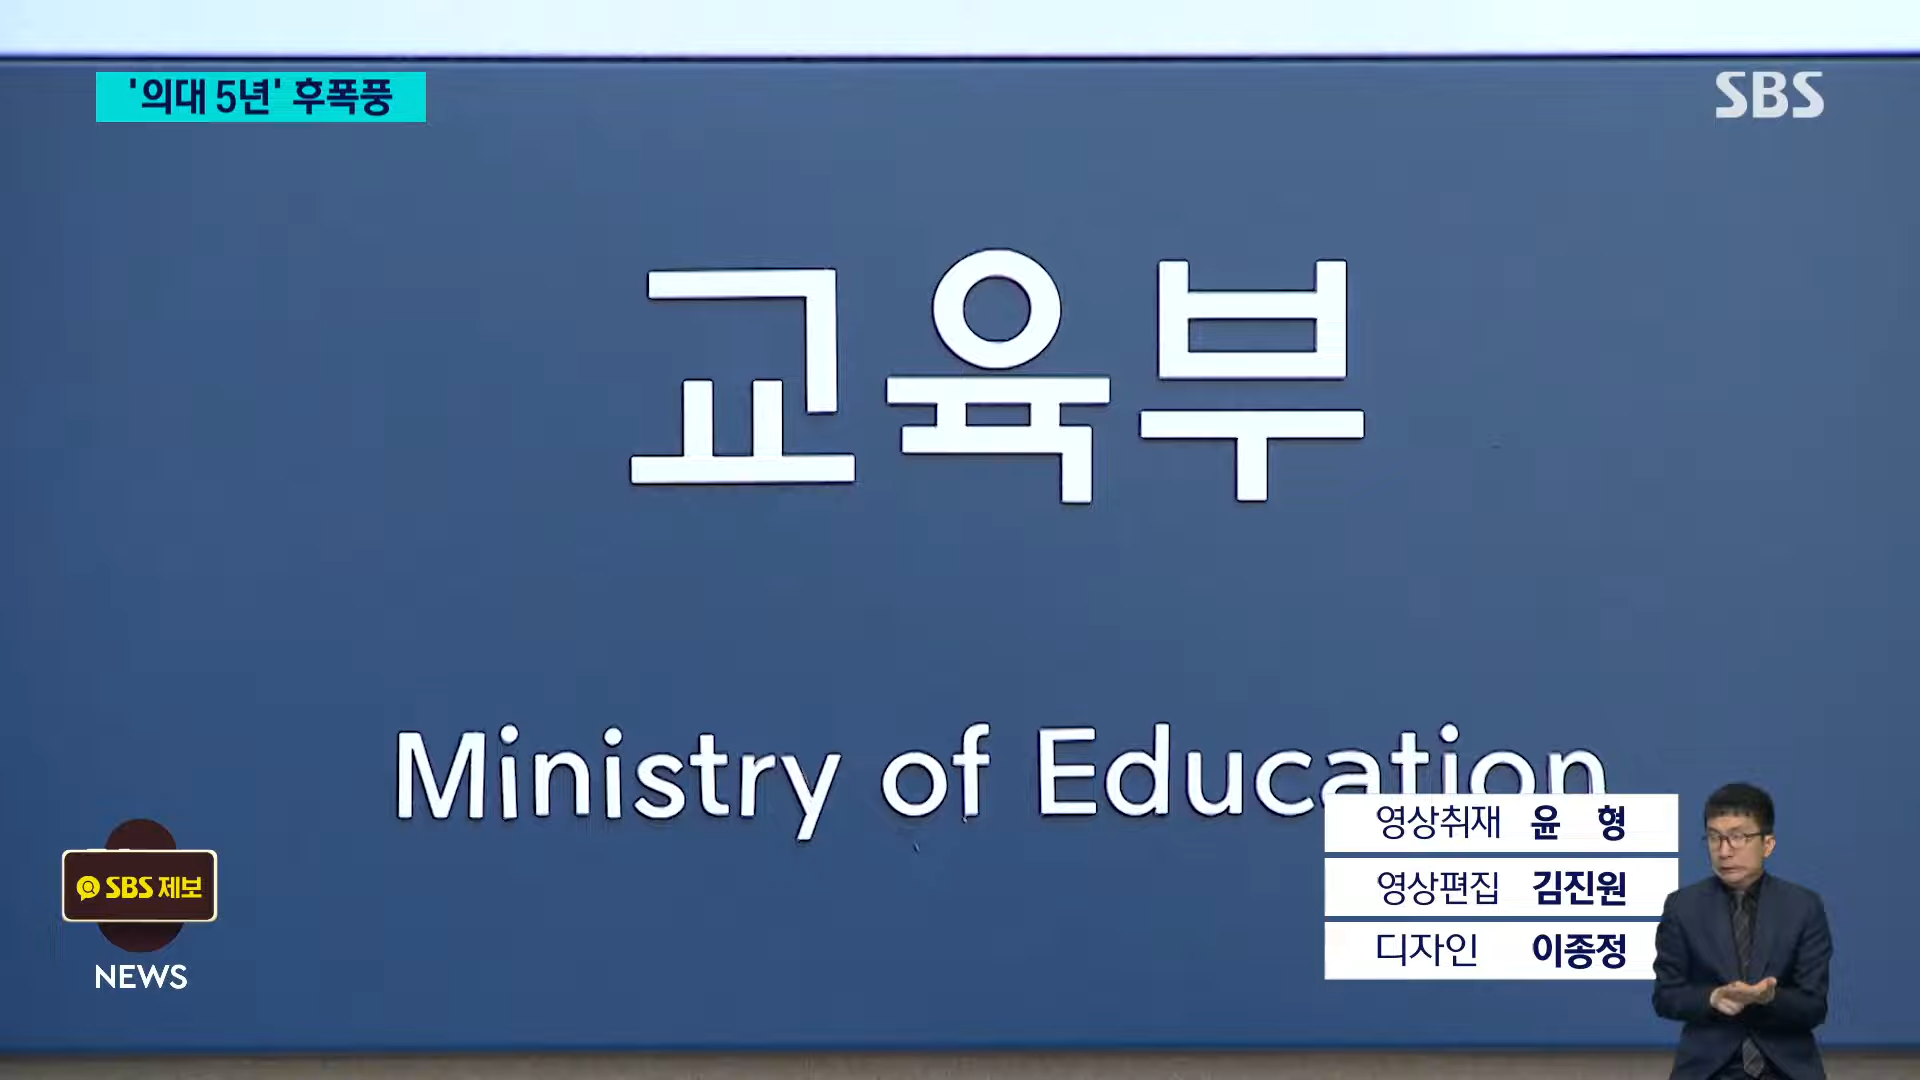 '의대 5년' 후폭풍
SBS
교육부
Ministry of Education
영상취재 윤 형
영상편집 김진원
디자인 이종정
SBS 제보
NEWS